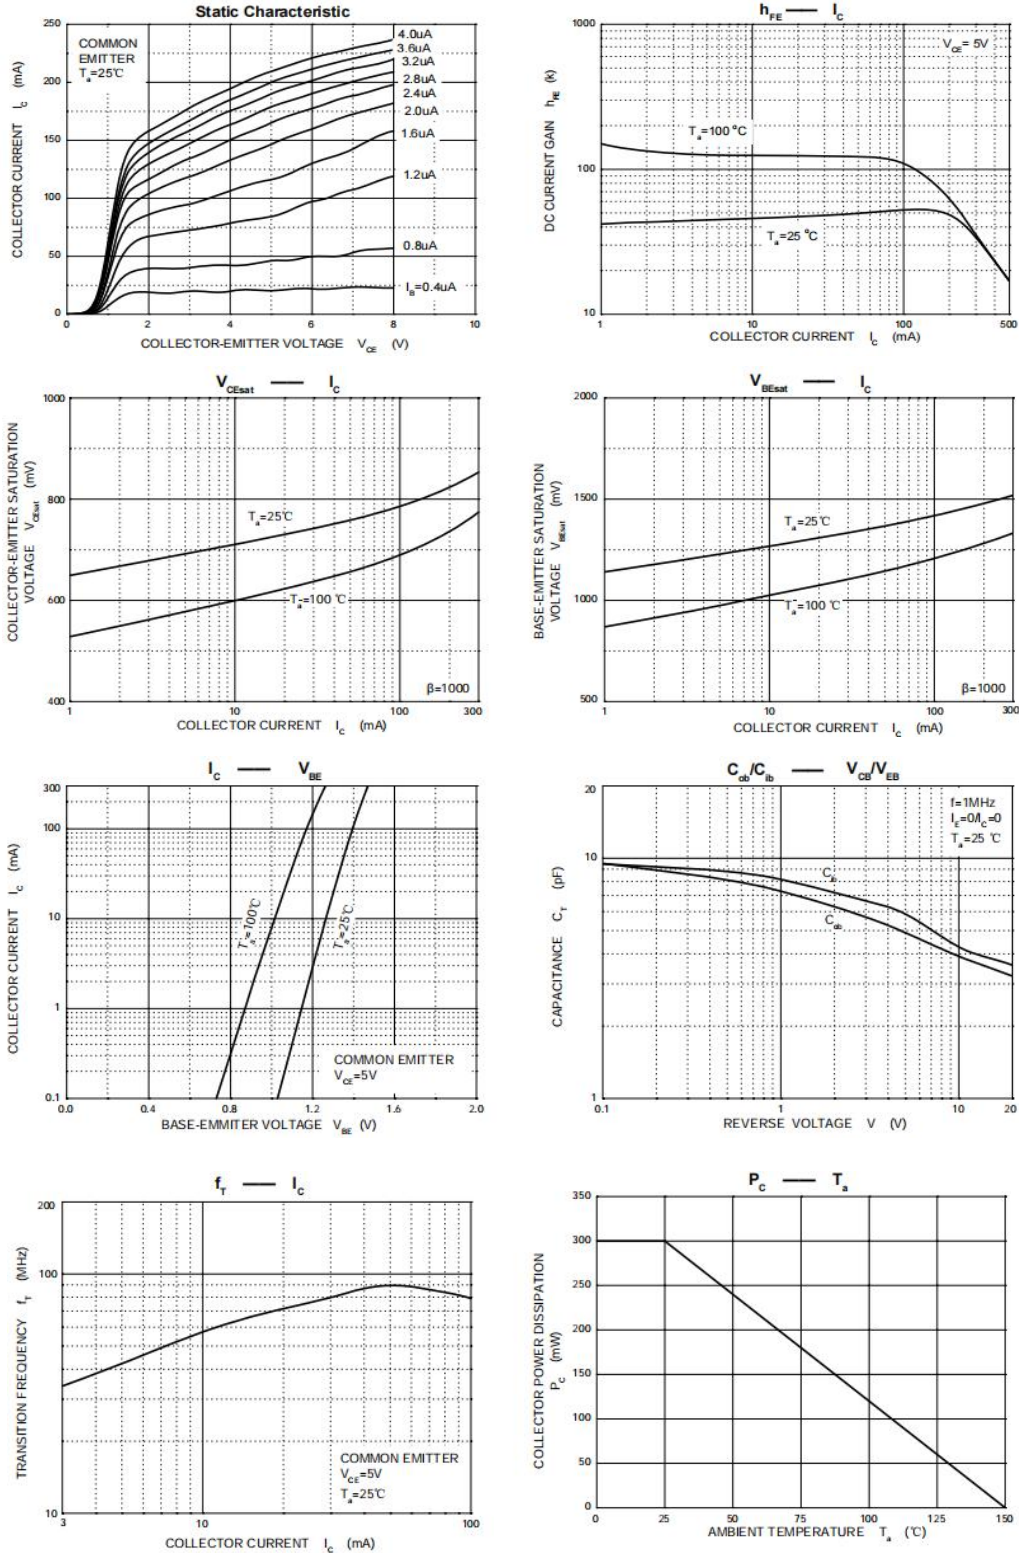 Static Characteristic
COMMON
EMITTER
Ta=25℃
COLLECTOR CURRENT IC (mA)
250
200
150
100
50
0
4.0uA
3.6uA
3.2uA
2.8uA
2.4uA
2.0uA
1.6uA
1.2uA
0.8uA
IB=0.4uA
0 2 4 6 8 10
COLLECTOR-EMITTER VOLTAGE VCE (V)
hFE —— IC
VCE= 5V
DC CURRENT GAIN hFE (k)
1000
100
10
Ta=100 °C
Ta=25 °C
1 10 100 500
COLLECTOR CURRENT IC (mA)
VCEsat —— IC
COLLECTOR-EMITTER SATURATION
VOLTAGE VCEsat (mV)
1000
800
600
400
Ta=25℃
Ta=100 ℃
β=1000
1 10 100 300
COLLECTOR CURRENT IC (mA)
VBEsat —— IC
BASE-EMITTER SATURATION
VOLTAGE VBEsat (mV)
2000
1500
1000
500
Ta=25℃
Ta=100 ℃
β=1000
1 10 100 300
COLLECTOR CURRENT IC (mA)
IC —— VBE
COLLECTOR CURRENT IC (mA)
300
100
10
1
0.1
Ta=100℃
Ta=25℃
COMMON EMITTER
VCE=5V
0.0 0.4 0.8 1.2 1.6 2.0
BASE-EMMITER VOLTAGE VBE (V)
Cob/Cib —— VCB/VEB
f=1MHz
IE=0/IC=0
Ta=25 ℃
CAPACITANCE CT (pF)
20
10
1
Cib
Cob
0.1 1 10 20
REVERSE VOLTAGE V (V)
fT —— IC
TRANSITION FREQUENCY fT (MHz)
200
100
10
COMMON EMITTER
VCE=5V
Ta=25℃
3 10 100
COLLECTOR CURRENT IC (mA)
PC —— Ta
COLLECTOR POWER DISSIPATION
PC (mW)
350
300
250
200
150
100
50
0
0 25 50 75 100 125 150
AMBIENT TEMPERATURE Ta (℃)